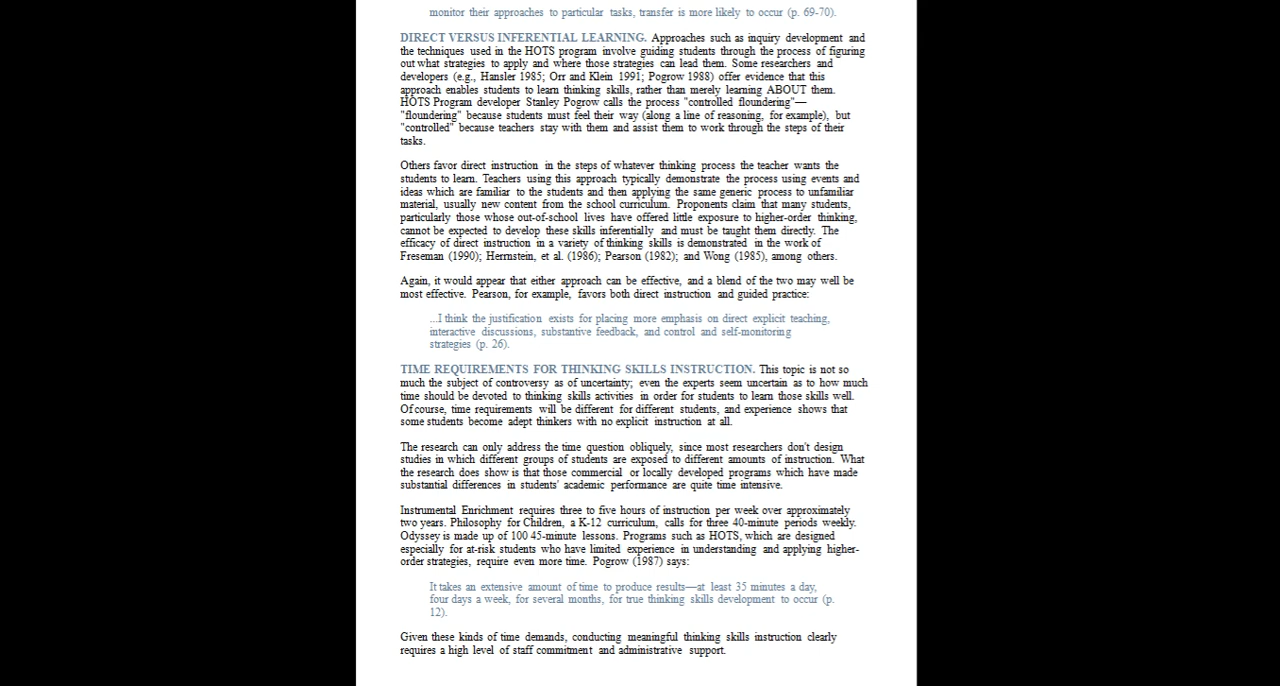 monitor their approaches to particular tasks, transfer is more likely to occur (p. 69-70).
DIRECT VERSUS INFERENTIAL LEARNING. Approaches such as inquiry development and
the techniques used in the HOTS program involve guiding students through the process of figuring
out what strategies to apply and where those strategies can lead them. Some researchers and
developers (e.g., Hansler 1985; Orr and Klein 1991; Pogrow 1988) offer evidence that this
approach enables students to learn thinking skills, rather than merely learning ABOUT them.
HOTS Program developer Stanley Pogrow calls the process "controlled floundering"—
"floundering" because students must feel their way (along a line of reasoning, for example), but
"controlled" because teachers stay with them and assist them to work through the steps of their
tasks.
Others favor direct instruction in the steps of whatever thinking process the teacher wants the
students to learn. Teachers using this approach typically demonstrate the process using events and
ideas which are familiar to the students and then applying the same generic process to unfamiliar
material, usually new content from the school curriculum. Proponents claim that many students,
particularly those whose out-of-school lives have offered little exposure to higher-order thinking,
cannot be expected to develop these skills inferentially and must be taught them directly. The
efficacy of direct instruction in a variety of thinking skills is demonstrated in the work of
Freseman (1990); Herrnstein, et al. (1986); Pearson (1982); and Wong (1985), among others.
Again, it would appear that either approach can be effective, and a blend of the two may well be
most effective. Pearson, for example, favors both direct instruction and guided practice:
...I think the justification exists for placing more emphasis on direct explicit teaching,
interactive discussions, substantive feedback, and control and self-monitoring
strategies (p. 26).
TIME REQUIREMENTS FOR THINKING SKILLS INSTRUCTION. This topic is not so
much the subject of controversy as of uncertainty; even the experts seem uncertain as to how much
time should be devoted to thinking skills activities in order for students to learn those skills well.
Of course, time requirements will be different for different students, and experience shows that
some students become adept thinkers with no explicit instruction at all.
The research can only address the time question obliquely, since most researchers don't design
studies in which different groups of students are exposed to different amounts of instruction. What
the research does show is that those commercial or locally developed programs which have made
substantial differences in students' academic performance are quite time intensive.
Instrumental Enrichment requires three to five hours of instruction per week over approximately
two years. Philosophy for Children, a K-12 curriculum, calls for three 40-minute periods weekly.
Odyssey is made up of 100 45-minute lessons. Programs such as HOTS, which are designed
especially for at-risk students who have limited experience in understanding and applying higher-
order strategies, require even more time. Pogrow (1987) says:
It takes an extensive amount of time to produce results—at least 35 minutes a day,
four days a week, for several months, for true thinking skills development to occur (p.
12).
Given these kinds of time demands, conducting meaningful thinking skills instruction clearly
requires a high level of staff commitment and administrative support.